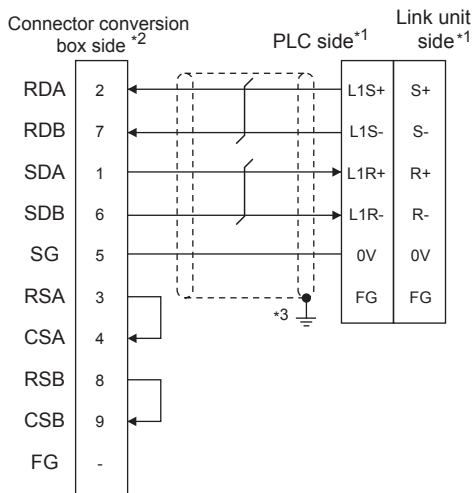 Connector conversion
box side *2
PLC side*1
Link unit
side*1
RDA 2 L1S+ S+
RDB 7 L1S- S-
SDA 1 L1R+ R+
SDB 6 L1R- R-
SG 5 0V 0V
RSA 3 FG FG
*3
CSA 4
RSB 8
CSB 9
FG -